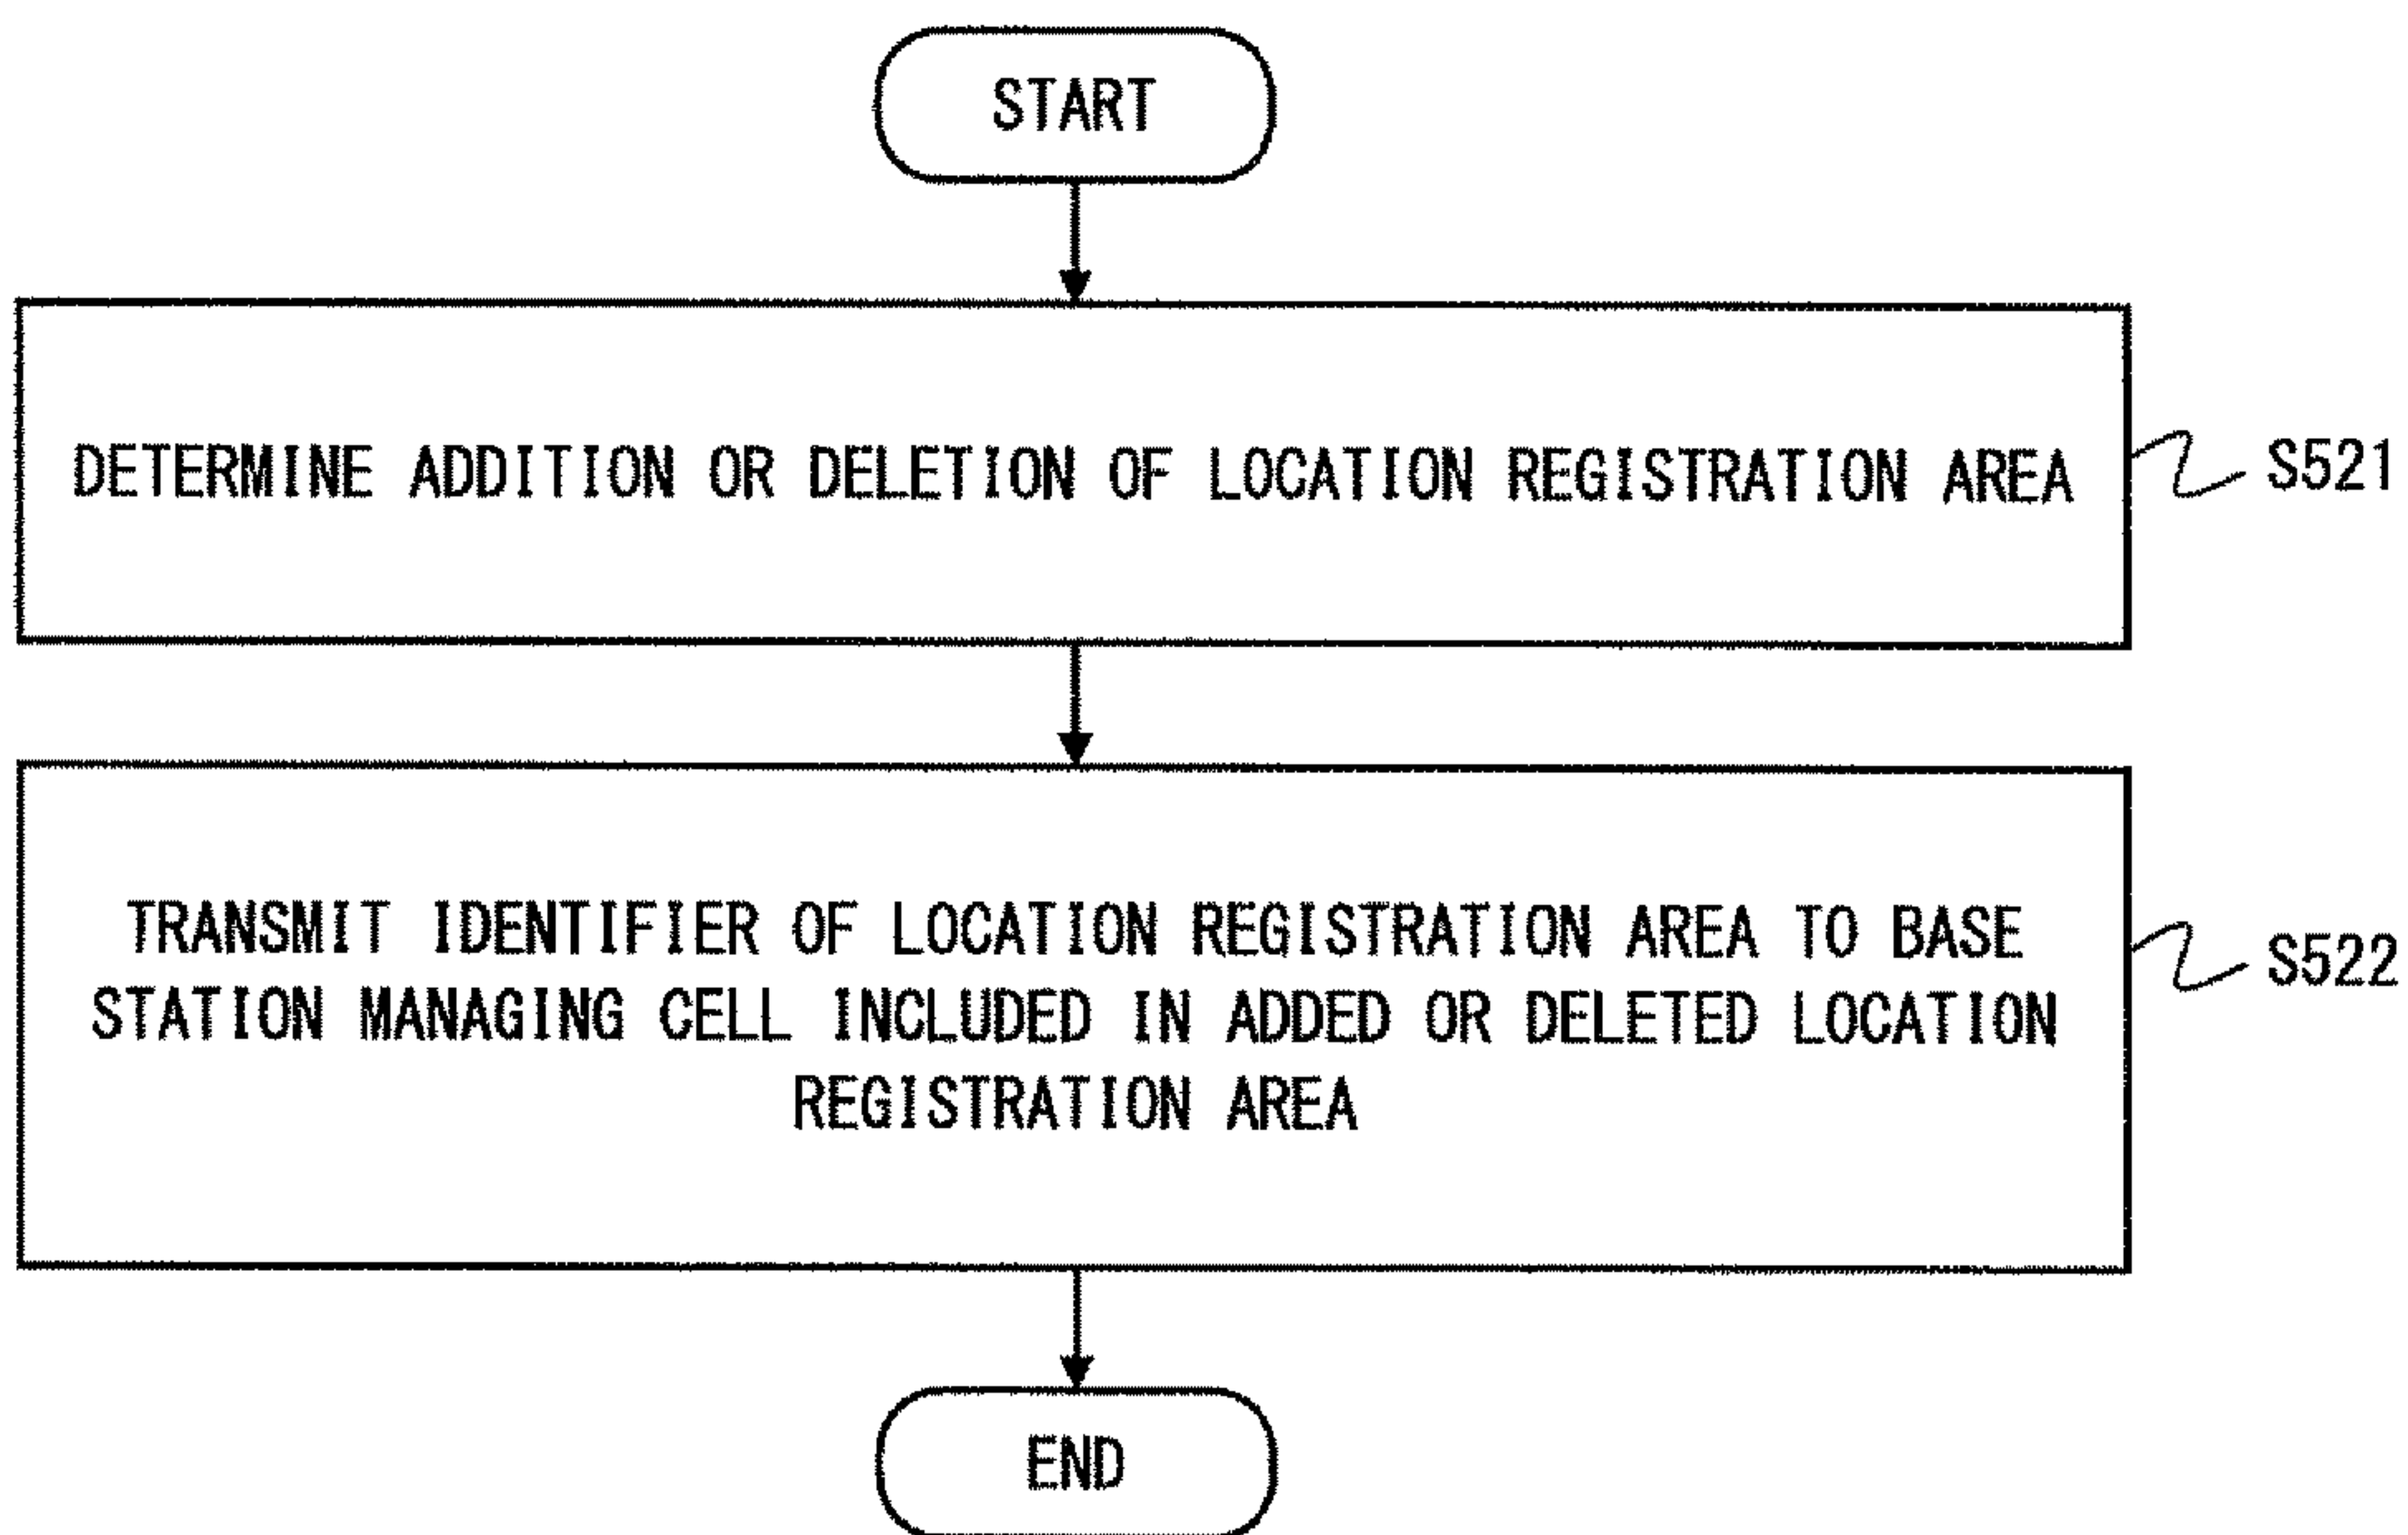 START
DETERMINE ADDITION OR DELETION OF LOCATION REGISTRATION AREA
S521
TRANSMIT IDENTIFIER OF LOCATION REGISTRATION AREA TO BASE
STATION MANAGING CELL INCLUDED IN ADDED OR DELETED LOCATION
REGISTRATION AREA
S522
END